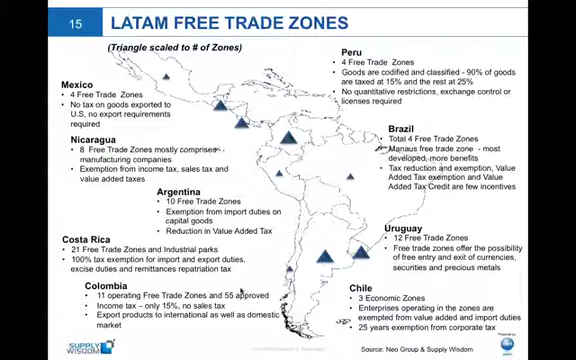 15
LATAM FREE TRADE ZONES
(Triangle scaled to # of Zones)
Peru
• 4 Free Trade Zones
• Goods are codified and classified - 90% of goods
are taxed at 15% and the rest at 25%
• No quantitative restrictions, exchange control or
licenses required
Mexico
• 4 Free Trade Zones
• No tax on goods exported to
U.S, no export requirements
required
Nicaragua
• 8 Free Trade Zones mostly comprises
manufacturing companies
• Exemption from income tax, sales tax and
value added taxes
Brazil
• Total 4 Free Trade Zones
• Manaus free trade zone - most
developed, more benefits
• Tax reduction and exemption, Value
Added Tax exemption and Value
Added Tax Credit are few incentives
Argentina
• 10 Free Trade Zones
• Exemption from import duties on
capital goods
• Reduction in Value Added Tax
Uruguay
• 12 Free Trade Zones
• Free trade zones offer the possibility
of free entry and exit of currencies,
securities and precious metals
Costa Rica
• 21 Free Trade Zones and Industrial parks
• 100% tax exemption for import and export duties,
excise duties and remittances repatriation tax
Colombia
• 11 operating Free Trade Zones and 55 approved
• Income tax – only 15%, no sales tax
• Export products to international as well as domestic
market
Chile
• 3 Economic Zones
• Enterprises operating in the zones are
exempted from value added and import duties
• 25 years exemption from corporate tax
SUPPLY
WISDOM
Source: Neo Group & Supply Wisdom
Powered by